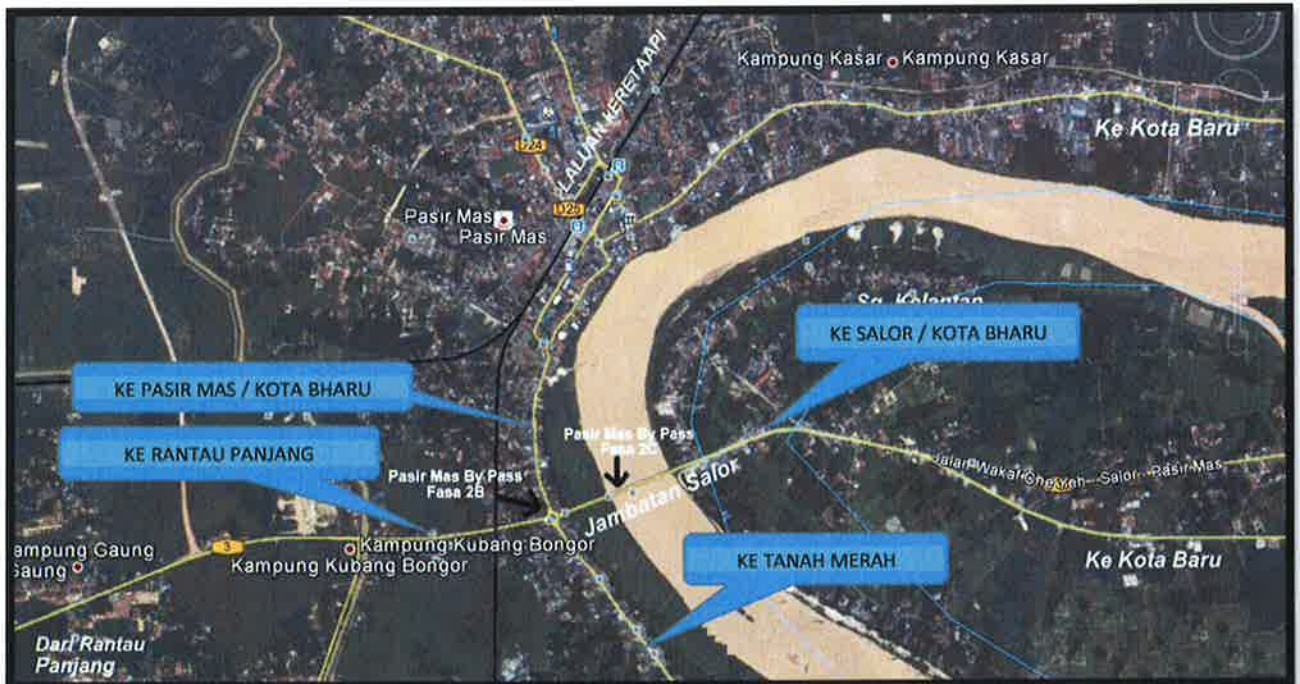 Kampung Kasar Kampung Kasar
LALUAN KERETAAPI
Ke Kota Baru
D24
D25
Pasir Mas
Pasir Mas
Sg. Kelantan
KE SALOR / KOTA BHARU
KE PASIR MAS / KOTA BHARU
KE RANTAU PANJANG
Pasir Mas By Pass
Pasir Mas By Pass
Fasa 2B
Jambatan Salor
Jalan Wakaf Che Yeh - Salor - Pasir Mas
3
Kampung Kubang Bongor
Kampung Kubang Bongor
ampung Gaung
Gaung
KE TANAH MERAH
Ke Kota Baru
Dari Rantau
Panjang